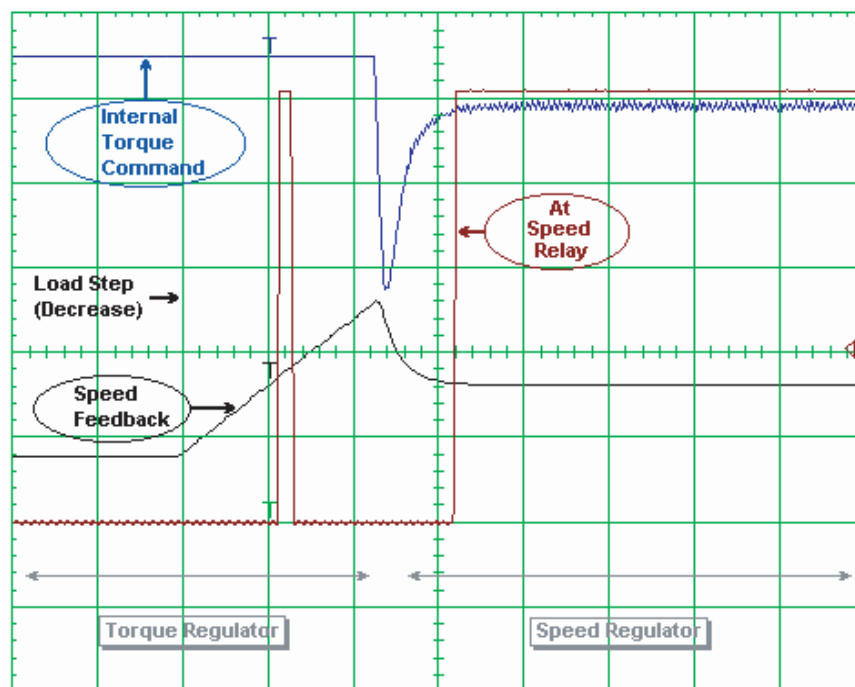 T
Internal
Torque
Command
At
Speed
Relay
Load Step
(Decrease)
T
Speed
Feedback
T
Torque Regulator
Speed Regulator